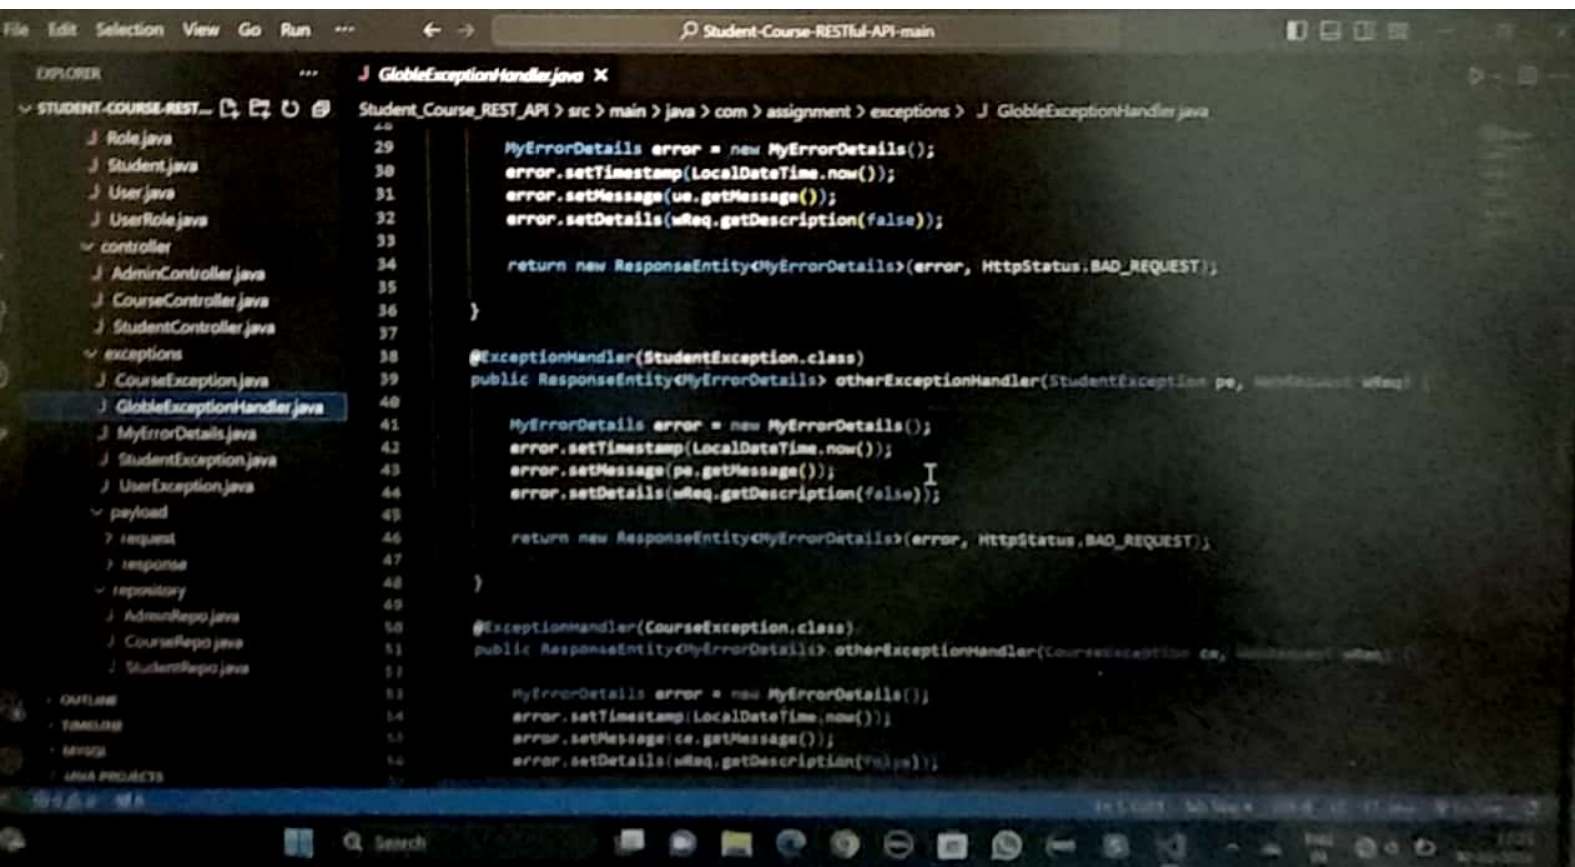 File Edit Selection View Go Run ...
Student-Course-RESTful-API-main
EXPLORER ...
GlobleExceptionHandler.java
STUDENT-COURSE-REST...
Student_Course_REST_API > src > main > java > com > assignment > exceptions > J GlobleExceptionHandler.java
J Role.java
J Student.java
J User.java
J UserRole.java
controller
J AdminController.java
J CourseController.java
J StudentController.java
exceptions
J CourseException.java
J GlobleExceptionHandler.java
J MyErrorDetails.java
J StudentException.java
J UserException.java
payload
request
response
repository
J AdminRepo.java
J CourseRepo.java
J StudentRepo.java
OUTLINE
TIMELINE
MYSQL
JAVA PROJECTS
28
29 MyErrorDetails error = new MyErrorDetails();
30 error.setTimestamp(LocalDateTime.now());
31 error.setMessage(ue.getMessage());
32 error.setDetails(wReq.getDescription(false));
33
34 return new ResponseEntity<MyErrorDetails>(error, HttpStatus.BAD_REQUEST);
35
36 }
37
38 @ExceptionHandler(StudentException.class)
39 public ResponseEntity<MyErrorDetails> otherExceptionHandler(StudentException pe, wReq)
40
41 MyErrorDetails error = new MyErrorDetails();
42 error.setTimestamp(LocalDateTime.now());
43 error.setMessage(pe.getMessage());
44 error.setDetails(wReq.getDescription(false));
45
46 return new ResponseEntity<MyErrorDetails>(error, HttpStatus.BAD_REQUEST);
47
48 }
49
50 @ExceptionHandler(CourseException.class)
51 public ResponseEntity<MyErrorDetails> otherExceptionHandler(CourseException ce,
52
53 MyErrorDetails error = new MyErrorDetails();
54 error.setTimestamp(LocalDateTime.now());
error.setMessage(ce.getMessage());
error.setDetails(wReq.getDescription(false));
Search